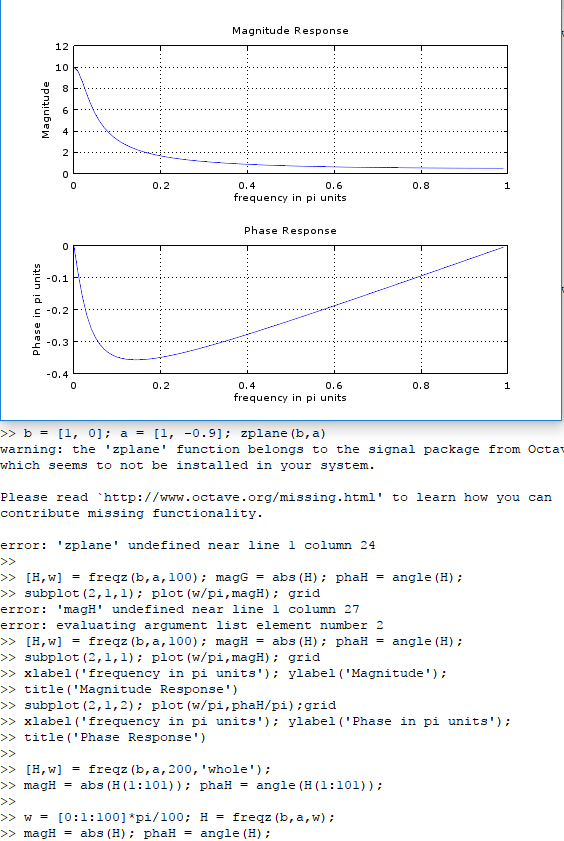 Magnitude Response
12
10
8
6
4
2
0
Magnitude
0 0.2 0.4 0.6 0.8 1
frequency in pi units
Phase Response
0
-0.1
-0.2
-0.3
-0.4
Phase in pi units
0 0.2 0.4 0.6 0.8 1
frequency in pi units
>> b = [1, 0]; a = [1, -0.9]; zplane(b,a)
warning: the 'zplane' function belongs to the signal package from Octav
which seems to not be installed in your system.
Please read `http://www.octave.org/missing.html' to learn how you can
contribute missing functionality.
error: 'zplane' undefined near line 1 column 24
>>
>> [H,w] = freqz(b,a,100); magG = abs(H); phaH = angle(H);
>> subplot(2,1,1); plot(w/pi,magH); grid
error: 'magH' undefined near line 1 column 27
error: evaluating argument list element number 2
>> [H,w] = freqz(b,a,100); magH = abs(H); phaH = angle(H);
>> subplot(2,1,1); plot(w/pi,magH); grid
>> xlabel('frequency in pi units'); ylabel('Magnitude');
>> title('Magnitude Response')
>> subplot(2,1,2); plot(w/pi,phaH/pi);grid
>> xlabel('frequency in pi units'); ylabel('Phase in pi units');
>> title('Phase Response')
>>
>> [H,w] = freqz(b,a,200,'whole');
>> magH = abs(H(1:101)); phaH = angle(H(1:101));
>>
>> w = [0:1:100]*pi/100; H = freqz(b,a,w);
>> magH = abs(H); phaH = angle(H);